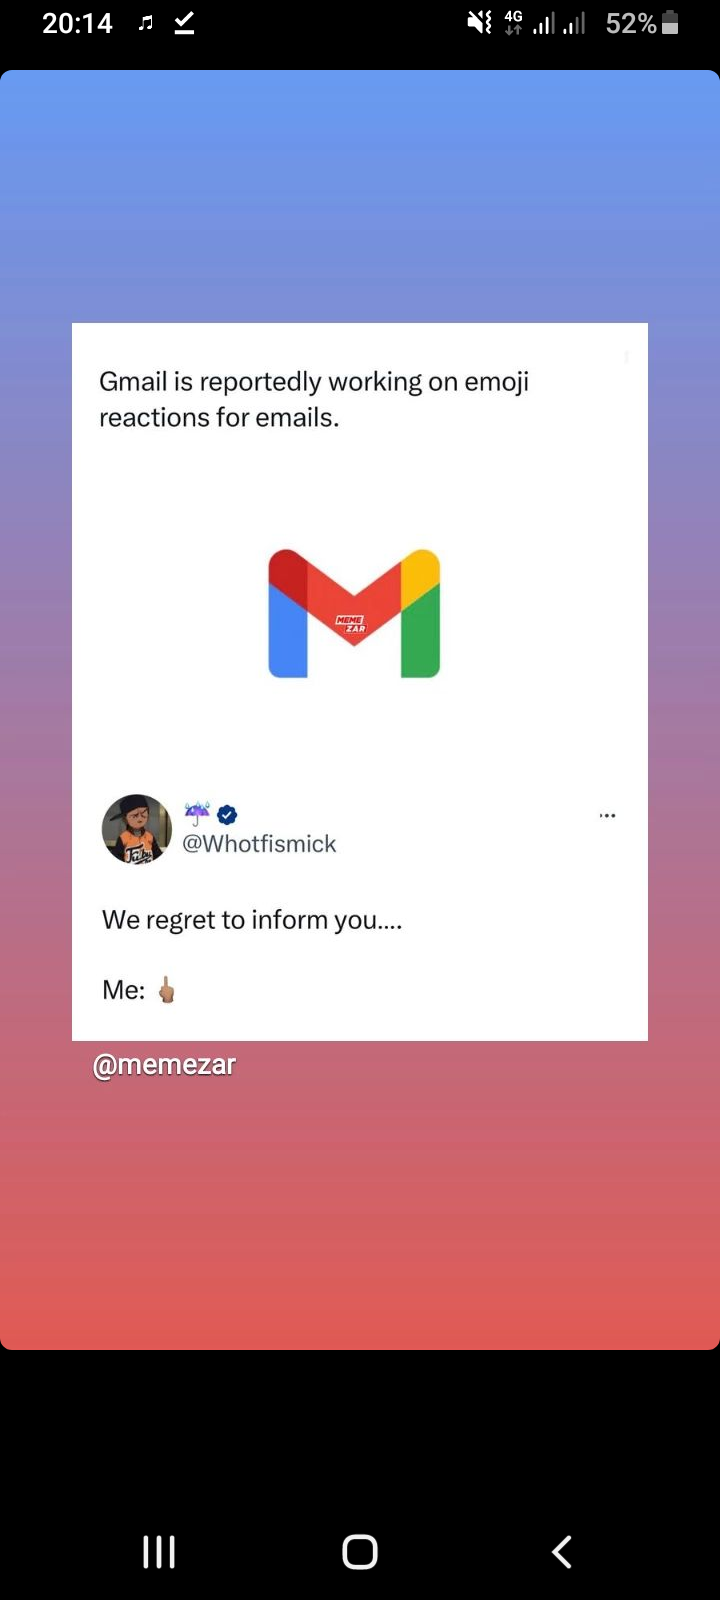 20:14
4G
52%
Gmail is reportedly working on emoji
reactions for emails.
MEME
ZAR
☔ 
@Whotfismick
...
We regret to inform you....
Me: 🖕🏽
@memezar